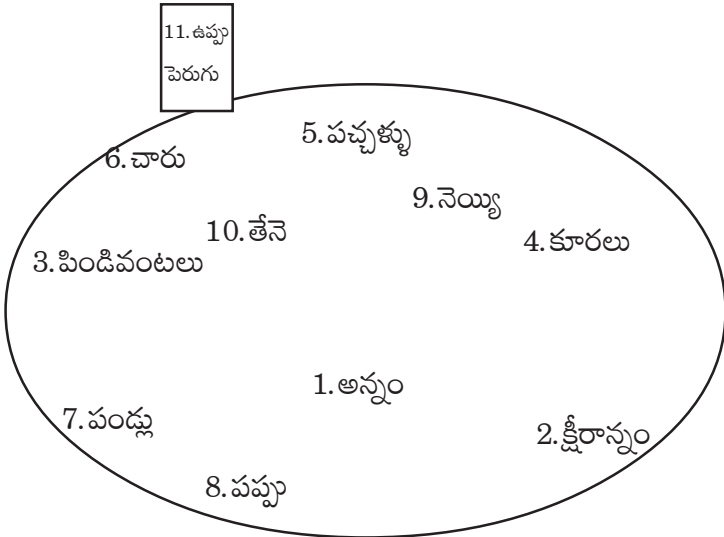 11.ఉప్పు
పెరుగు
5.పచ్చళ్ళు
6.చారు
9.నెయ్యి
10.తేనె
4.కూరలు
3.పిండివంటలు
1.అన్నం
7.పండ్లు
2.క్షీరాన్నం
8.పప్పు